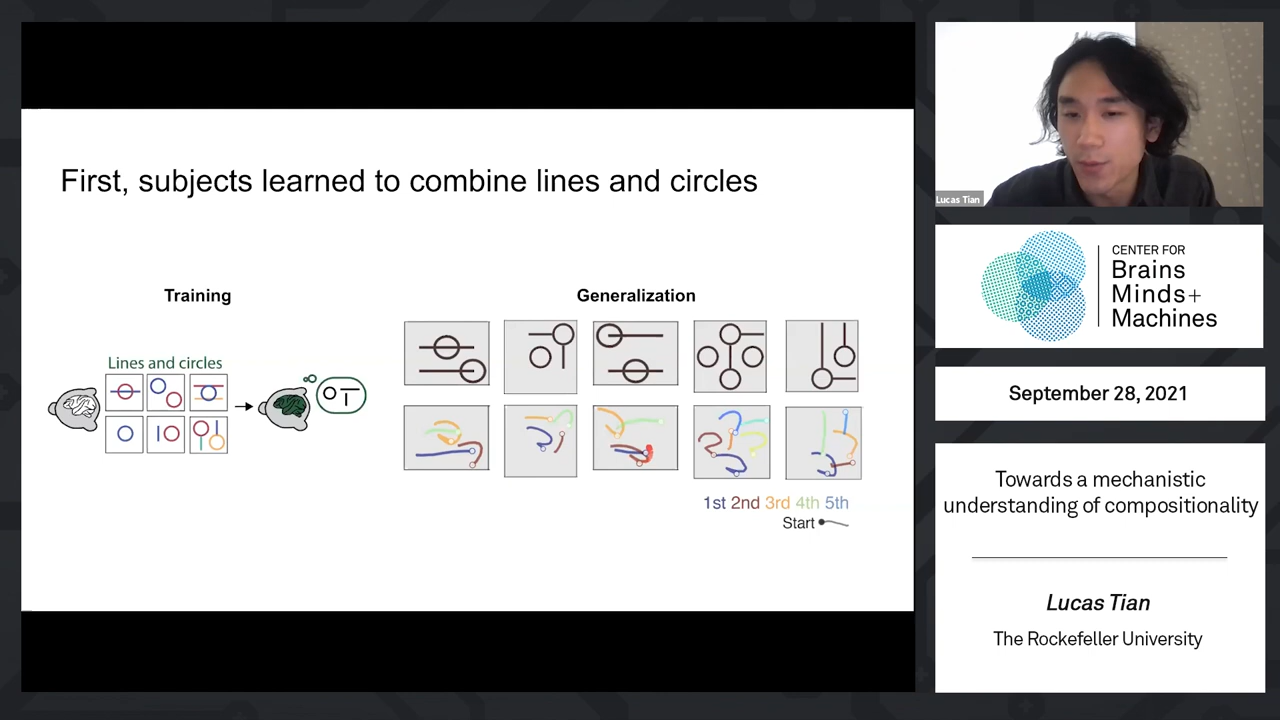 First, subjects learned to combine lines and circles
Training
Generalization
Lines and circles
1st 2nd 3rd 4th 5th
Start
Lucas Tian
CENTER FOR
Brains
Minds+
Machines
September 28, 2021
Towards a mechanistic
understanding of compositionality
Lucas Tian
The Rockefeller University